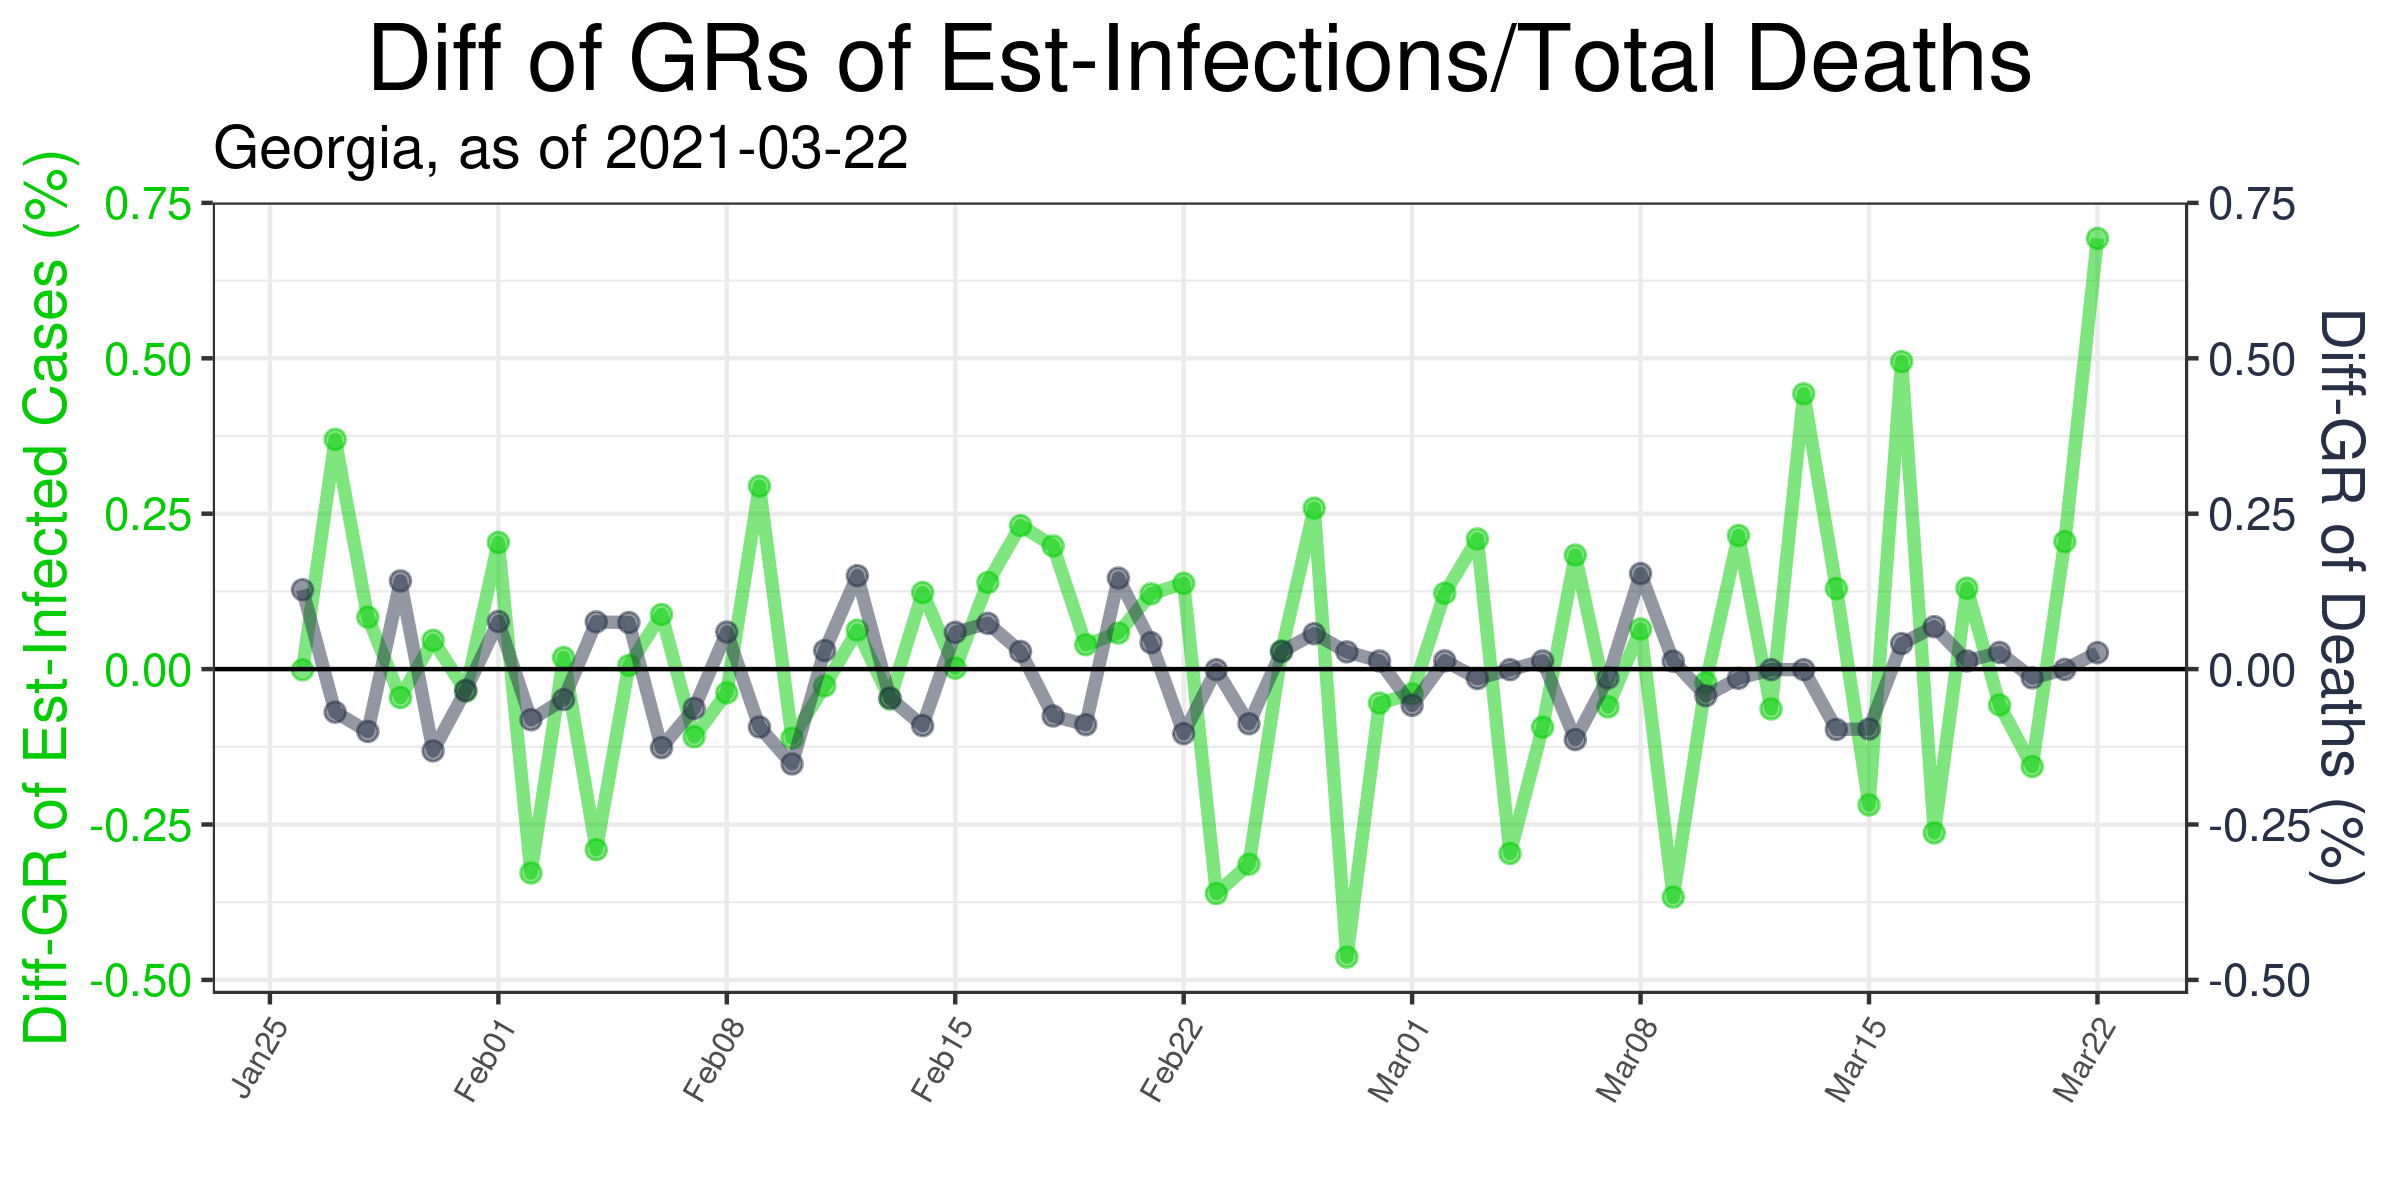 Diff of GRs of Est-Infections/Total Deaths
Georgia, as of 2021-03-22
Diff-GR of Est-Infected Cases (%)
0.75
0.50
0.25
0.00
-0.25
-0.50
0.75
0.50
0.25
0.00
-0.25
-0.50
Diff-GR of Deaths (%)
Jan25
Feb01
Feb08
Feb15
Feb22
Mar01
Mar08
Mar15
Mar22